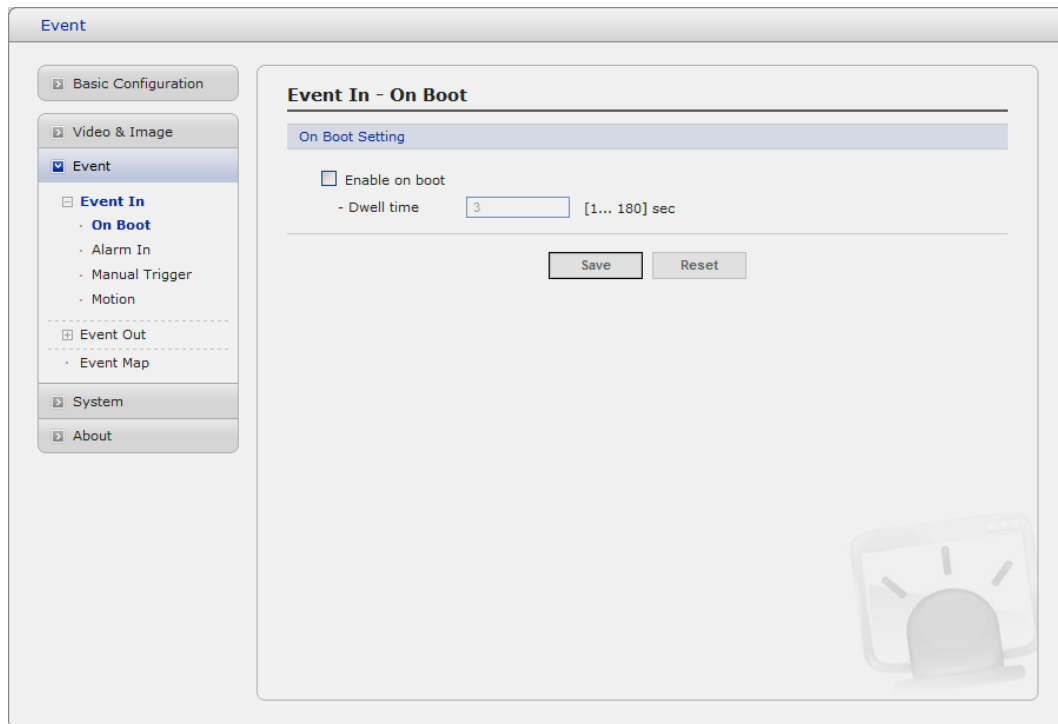 Event
Basic Configuration
Video & Image
Event
Event In
On Boot
Alarm In
Manual Trigger
Motion
Event Out
Event Map
System
About
Event In - On Boot
On Boot Setting
Enable on boot
- Dwell time 3 [1... 180] sec
Save Reset